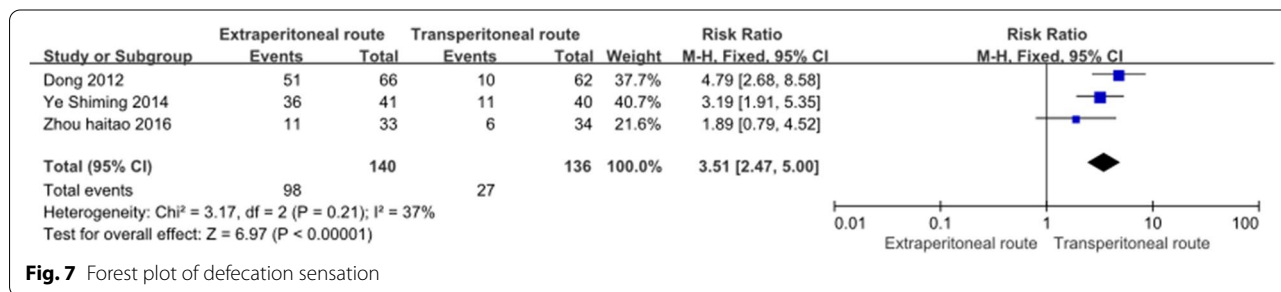 Extraperitoneal route Transperitoneal route Risk Ratio Risk Ratio
Study or Subgroup Events Total Events Total Weight M-H, Fixed, 95% CI M-H, Fixed, 95% CI
Dong 2012 51 66 10 62 37.7% 4.79 [2.68, 8.58]
Ye Shiming 2014 36 41 11 40 40.7% 3.19 [1.91, 5.35]
Zhou haitao 2016 11 33 6 34 21.6% 1.89 [0.79, 4.52]
Total (95% CI) 140 136 100.0% 3.51 [2.47, 5.00]
Total events 98 27
Heterogeneity: Chi² = 3.17, df = 2 (P = 0.21); I² = 37%
Test for overall effect: Z = 6.97 (P < 0.00001)
0.01 0.1 1 10 100
Extraperitoneal route Transperitoneal route
Fig. 7 Forest plot of defecation sensation